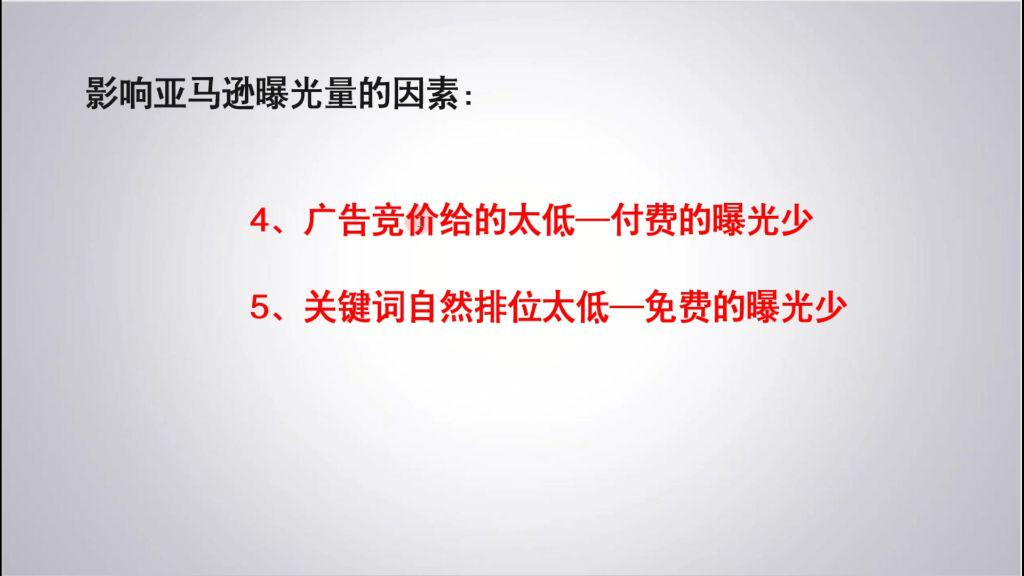 影响亚马逊曝光量的因素:
4、广告竞价给的太低—付费的曝光少
5、关键词自然排位太低—免费的曝光少